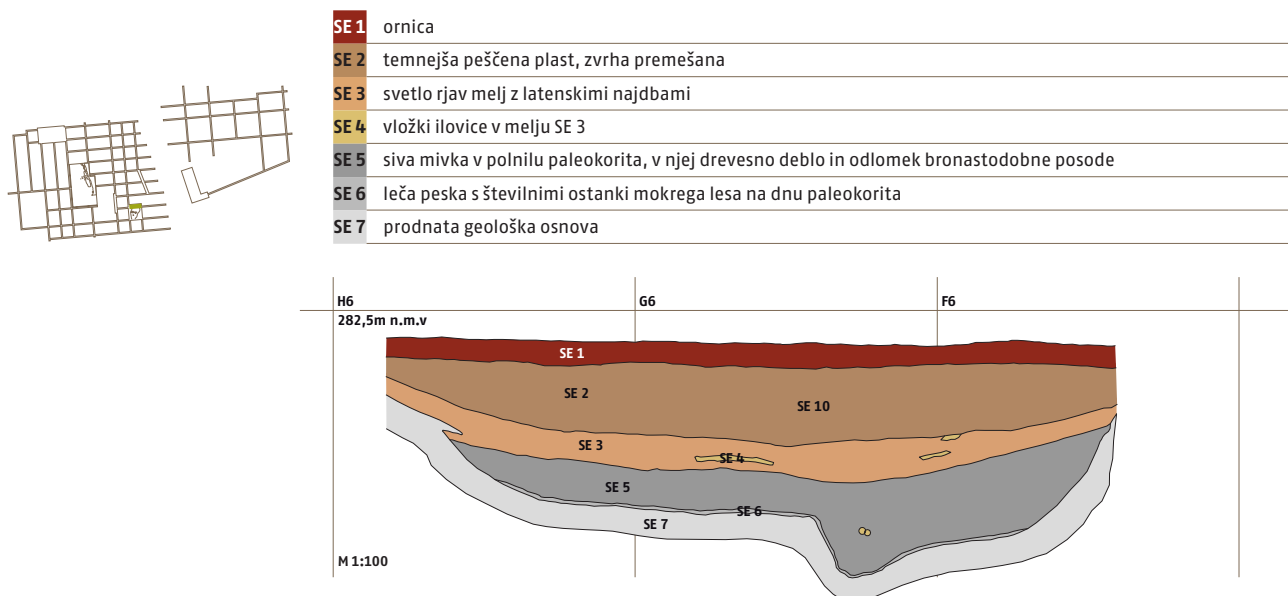 SE 1 ornica
SE 2 temnejša peščena plast, zvrha premešana
SE 3 svetlo rjav melj z latenskimi najdbami
SE 4 vložki ilovice v melju SE 3
SE 5 siva mivka v polnilu paleokorita, v njej drevesno deblo in odlomek bronastodobne posode
SE 6 leča peska s številnimi ostanki mokrega lesa na dnu paleokorita
SE 7 prodnata geološka osnova
H6 G6 F6
282,5m n.m.v
SE 1
SE 2
SE 10
SE 3
SE 4
SE 5
SE 6
SE 7
M 1:100